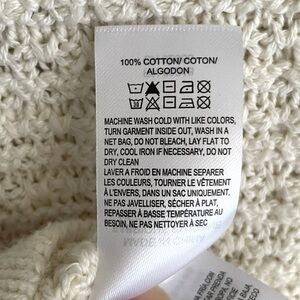 100% COTTON/ COTON/
ALGODON
MACHINE WASH COLD WITH LIKE COLORS,
TURN GARMENT INSIDE OUT, WASH IN A
NET BAG, DO NOT BLEACH, LAY FLAT TO
DRY, COOL IRON IF NECESSARY, DO NOT
DRY CLEAN
LAVER A FROID EN MACHINE SEPARER
LES COULEURS, TOURNER LE VÊTEMENT
À L'ENVERS, DANS UN SAC UNIQUEMENT.
NE PAS JAVELLISER, SÉCHER À PLAT,
REPASSER À BASSE TEMPÉRATURE AU
BESOIN, NE PAS NETTOYER À SEC